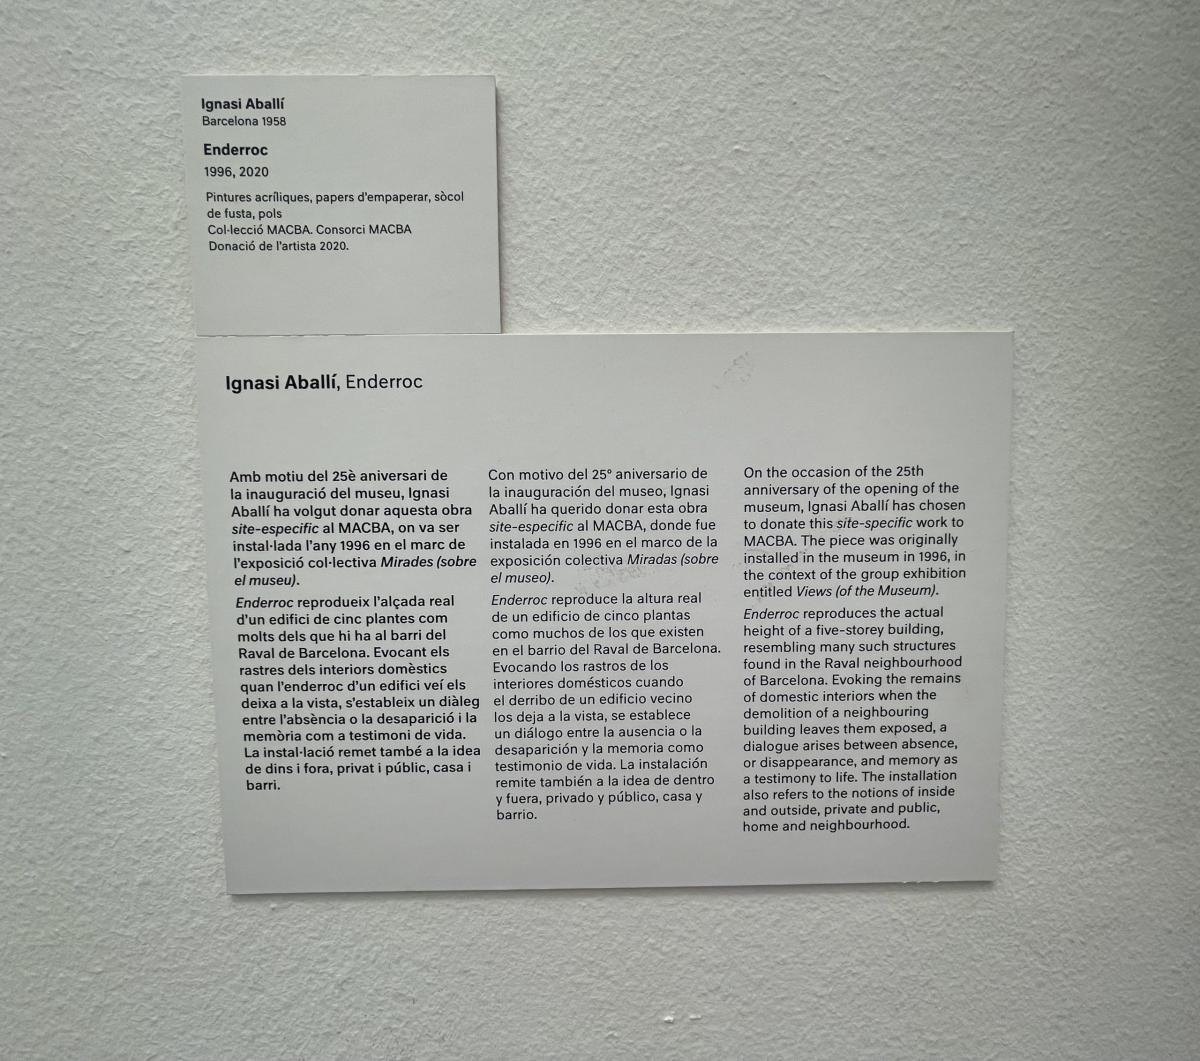 Ignasi Aballí
Barcelona 1958
Enderroc
1996, 2020
Pintures acríliques, papers d'empaperar, sòcol
de fusta, pols
Col·lecció MACBA. Consorci MACBA
Donació de l'artista 2020.
Ignasi Aballí, Enderroc
Amb motiu del 25è aniversari de
la inauguració del museu, Ignasi
Aballí ha volgut donar aquesta obra
site-especific al MACBA, on va ser
instal·lada l'any 1996 en el marc de
l'exposició col·lectiva Mirades (sobre
el museu).
Enderroc reprodueix l'alçada real
d'un edifici de cinc plantes com
molts dels que hi ha al barri del
Raval de Barcelona. Evocant els
rastres dels interiors domèstics
quan l'enderroc d'un edifici veí els
deixa a la vista, s'estableix un diàleg
entre l'absència o la desaparició i la
memòria com a testimoni de vida.
La instal·lació remet també a la idea
de dins i fora, privat i públic, casa i
barri.
Con motivo del 25º aniversario de
la inauguración del museo, Ignasi
Aballí ha querido donar esta obra
site-especific al MACBA, donde fue
instalada en 1996 en el marco de la
exposición colectiva Miradas (sobre
el museo).
Enderroc reproduce la altura real
de un edificio de cinco plantas
como muchos de los que existen
en el barrio del Raval de Barcelona.
Evocando los rastros de los
interiores domésticos cuando
el derribo de un edificio vecino
los deja a la vista, se establece
un diálogo entre la ausencia o la
desaparición y la memoria como
testimonio de vida. La instalación
remite también a la idea de dentro
y fuera, privado y público, casa y
barrio.
On the occasion of the 25th
anniversary of the opening of the
museum, Ignasi Aballí has chosen
to donate this site-specific work to
MACBA. The piece was originally
installed in the museum in 1996, in
the context of the group exhibition
entitled Views (of the Museum).
Enderroc reproduces the actual
height of a five-storey building,
resembling many such structures
found in the Raval neighbourhood
of Barcelona. Evoking the remains
of domestic interiors when the
demolition of a neighbouring
building leaves them exposed, a
dialogue arises between absence,
or disappearance, and memory as
a testimony to life. The installation
also refers to the notions of inside
and outside, private and public,
home and neighbourhood.